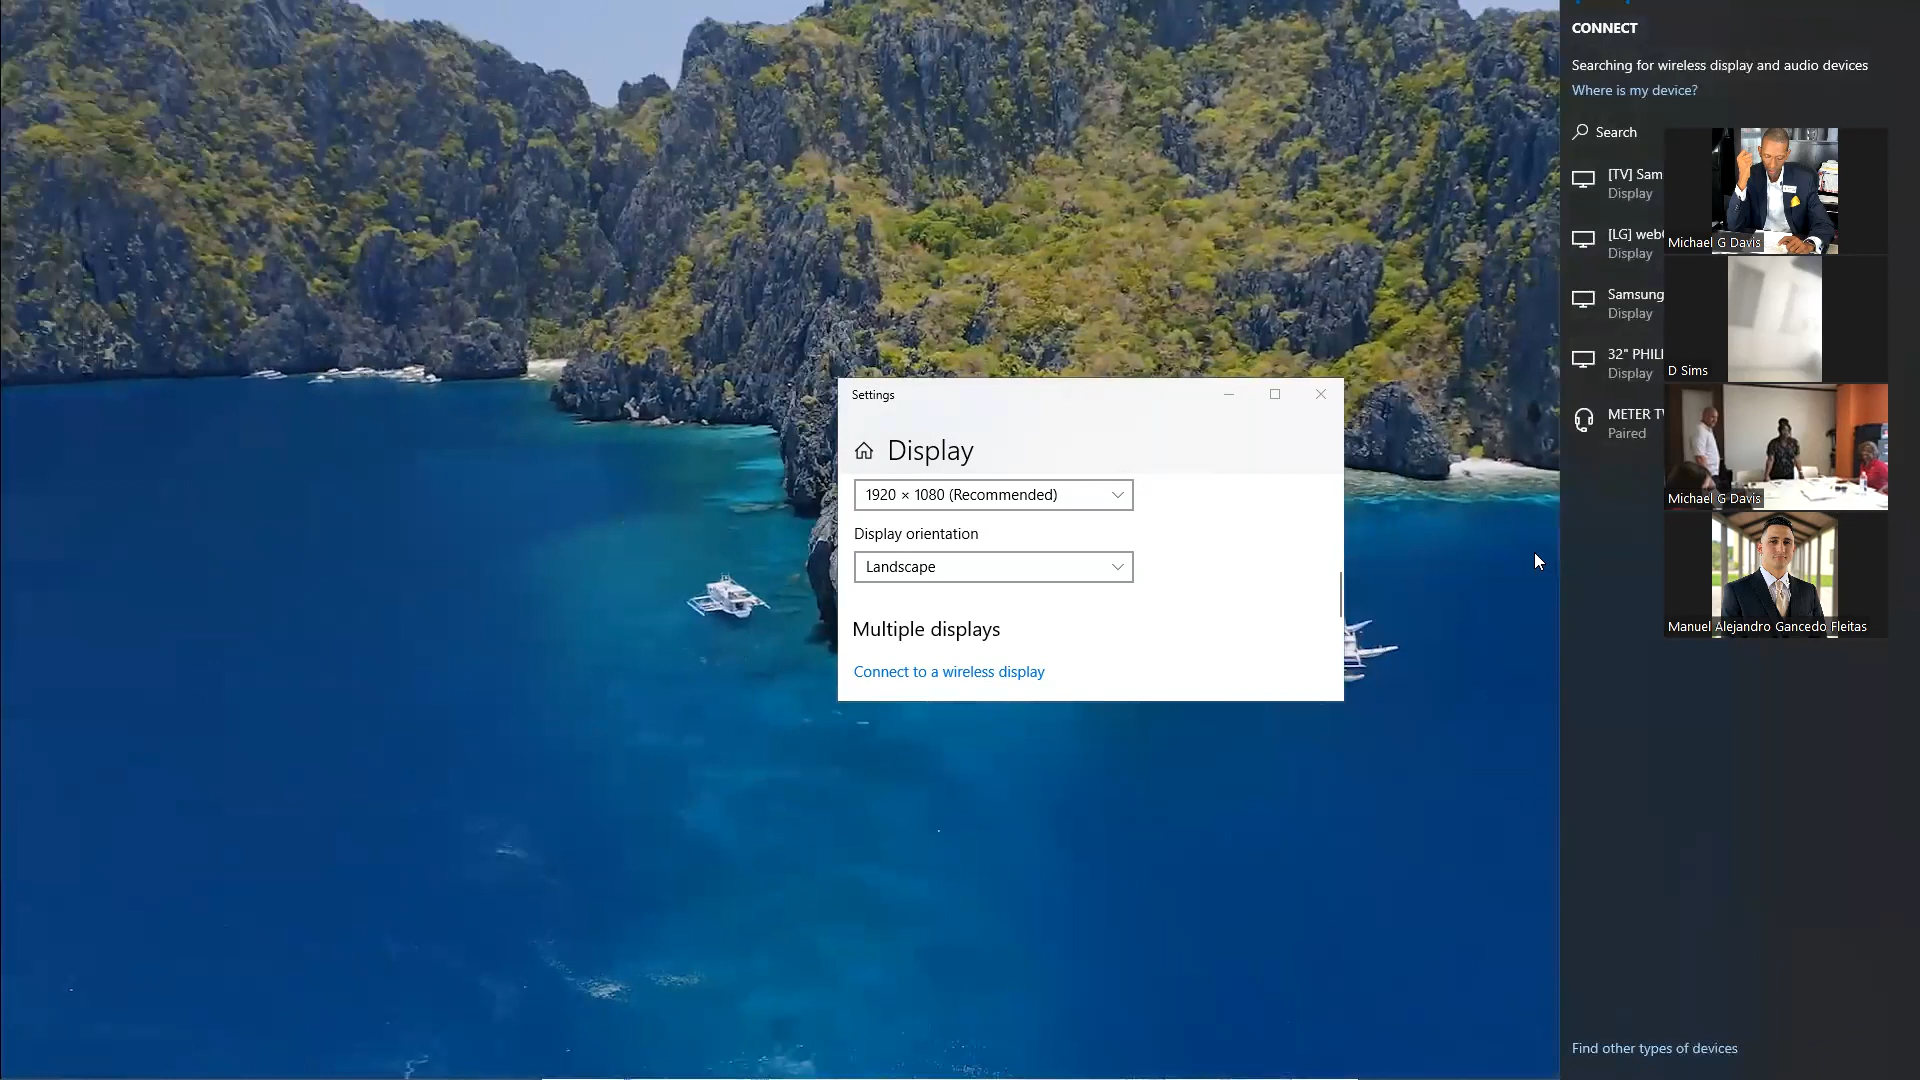 CONNECT
Searching for wireless display and audio devices
Where is my device?
Search
[TV] Sam
Display
[LG] web
Display
Samsung
Display
32" PHILI
Display
METER TW
Paired
Michael G Davis
D Sims
Michael G Davis
Manuel Alejandro Gancedo Fleitas
Settings
Display
1920 × 1080 (Recommended)
Display orientation
Landscape
Multiple displays
Connect to a wireless display
Find other types of devices